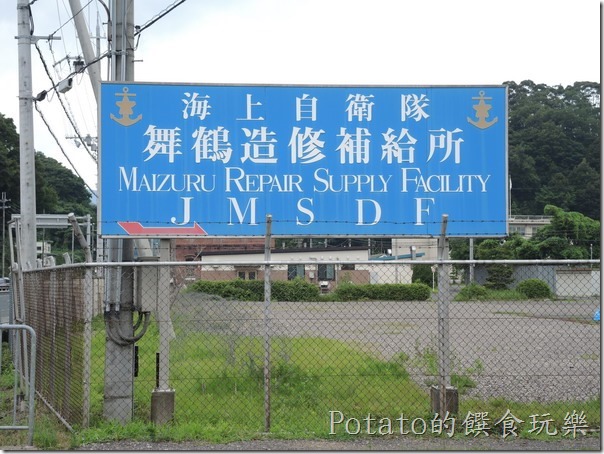 海上自衛隊
舞鶴造修補給所
MAIZURU REPAIR SUPPLY FACILITY
JMSDF
Potato的饌食玩樂